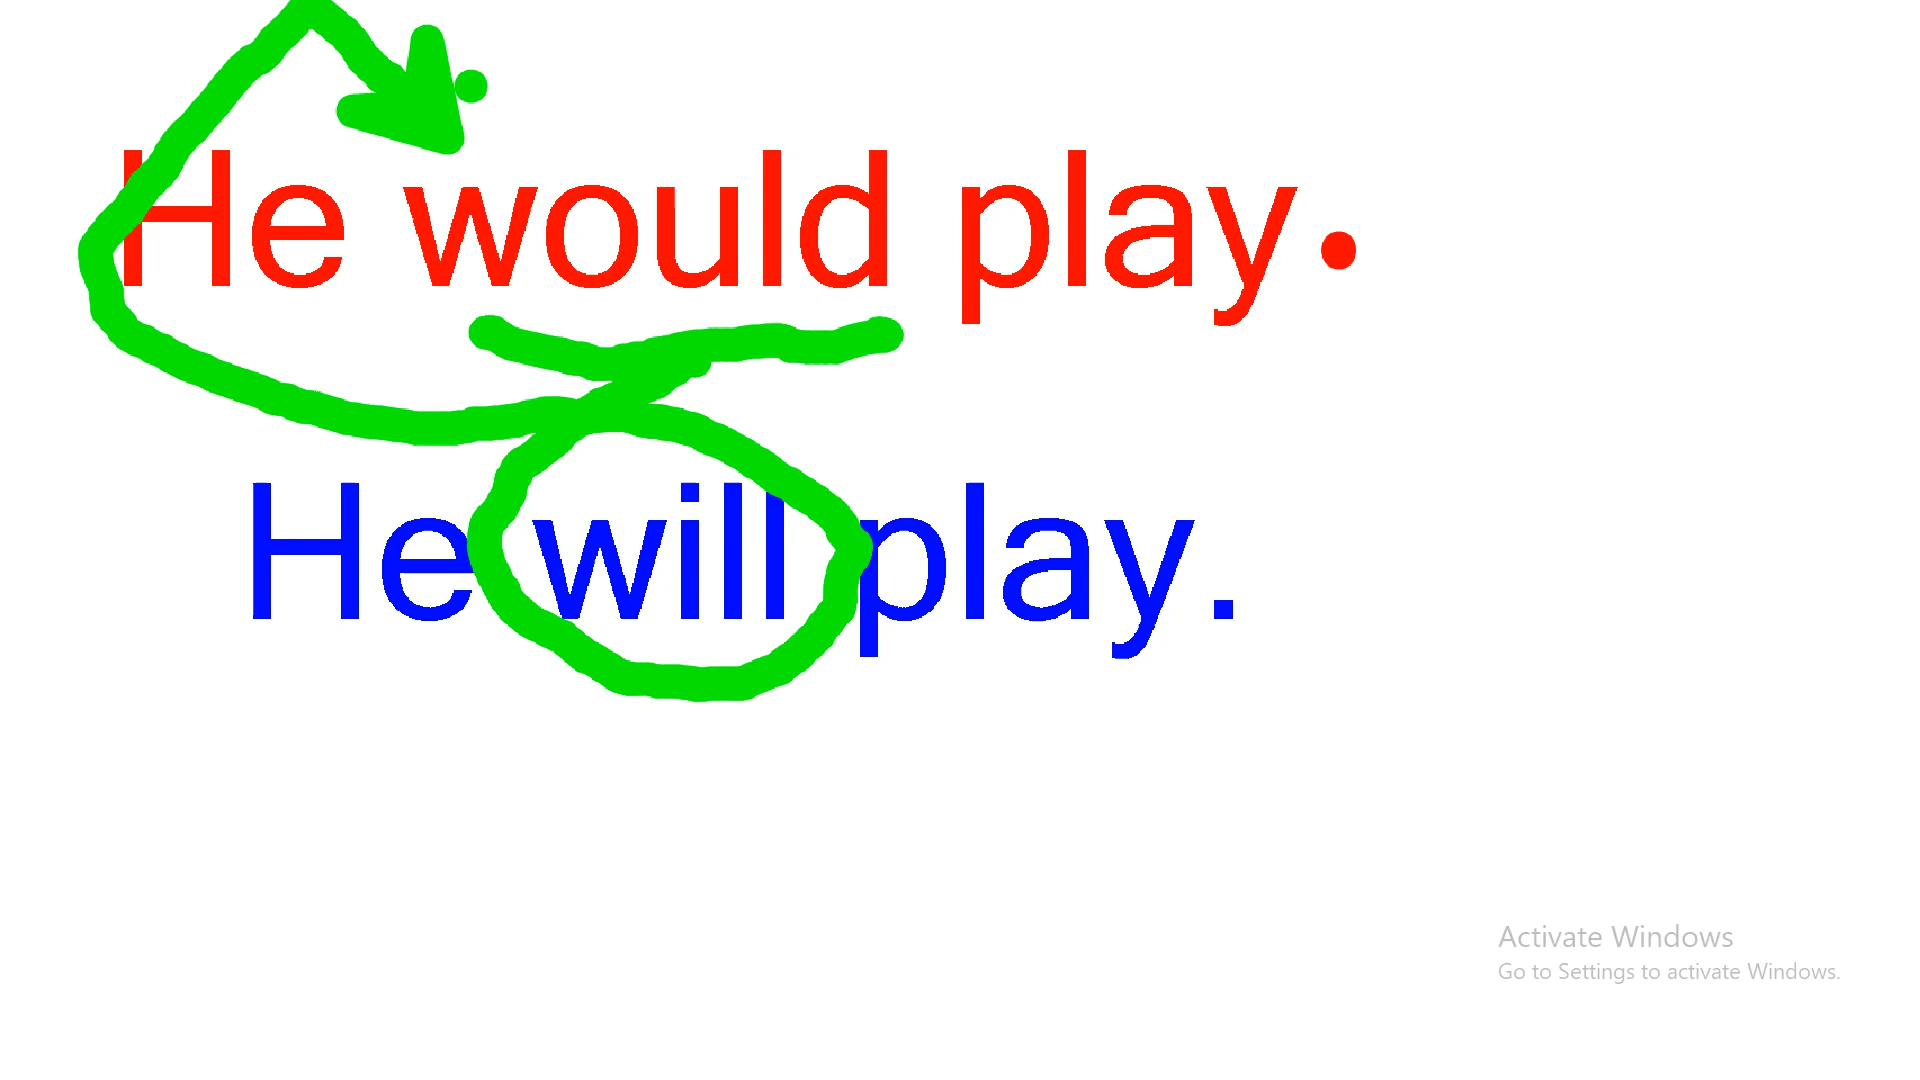 He would play.
He will play.
Activate Windows
Go to Settings to activate Windows.